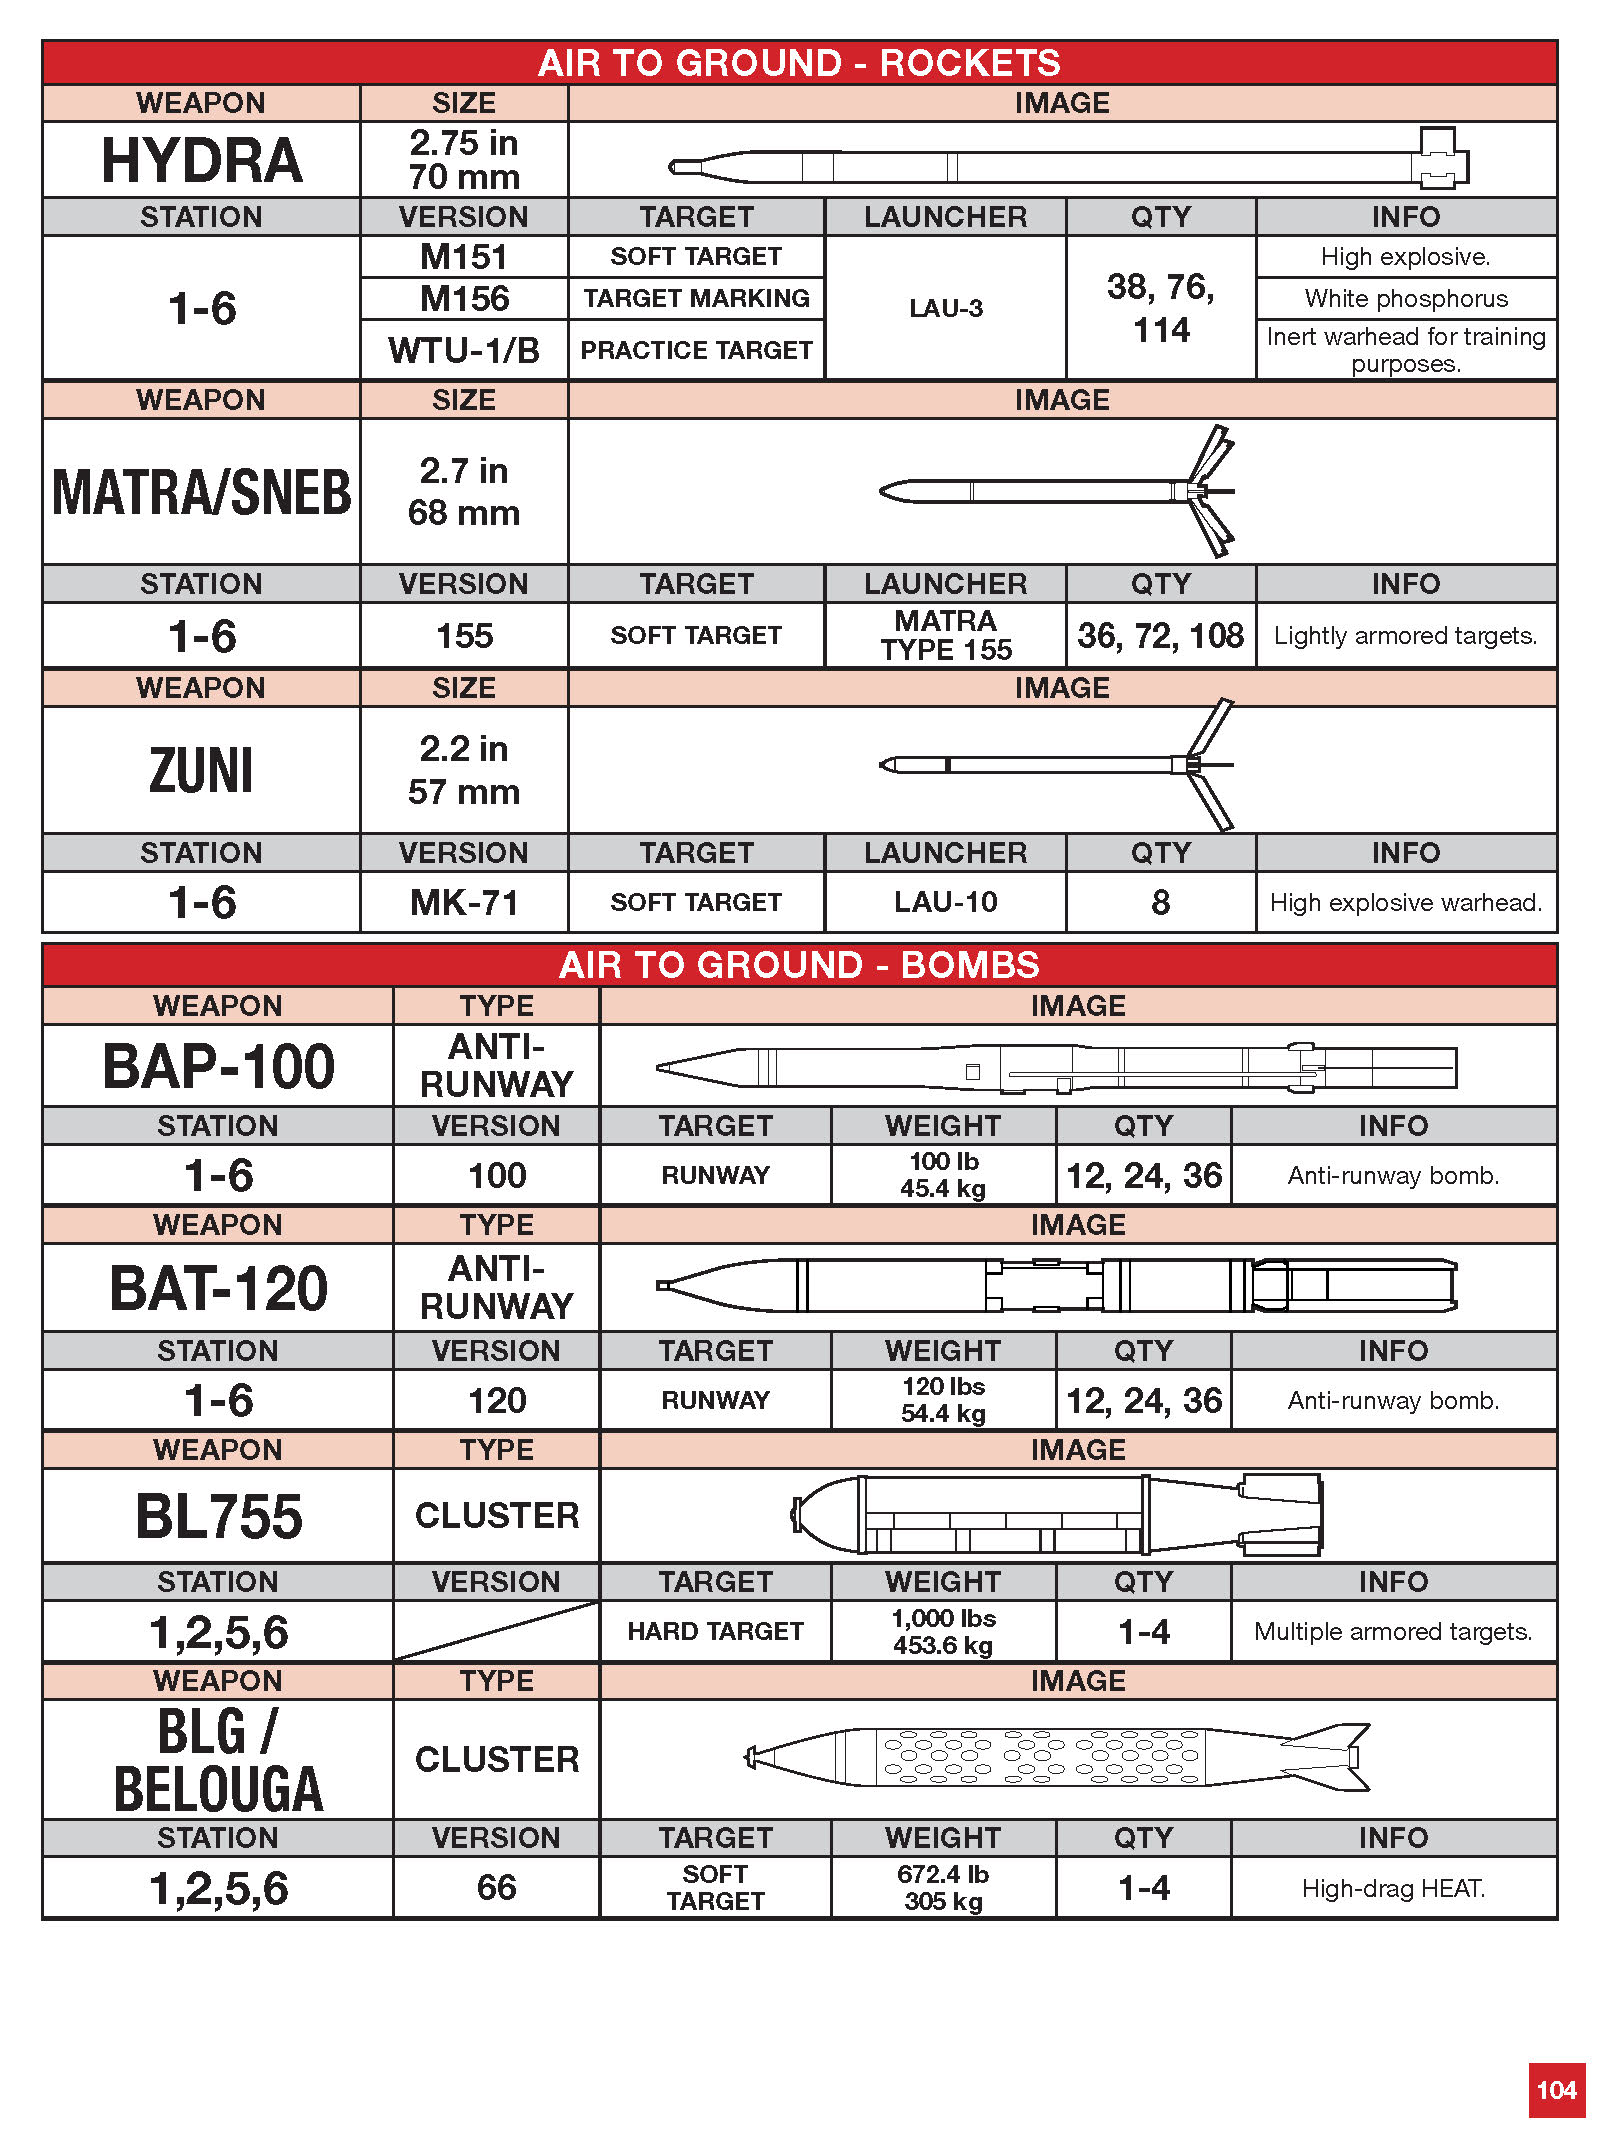 AIR TO GROUND - ROCKETS
WEAPON SIZE IMAGE
HYDRA 2.75 in
70 mm
STATION VERSION TARGET LAUNCHER QTY INFO
1-6 M151 SOFT TARGET LAU-3 38, 76, 114 High explosive.
M156 TARGET MARKING White phosphorus
WTU-1/B PRACTICE TARGET Inert warhead for training
purposes.
WEAPON SIZE IMAGE
MATRA/SNEB 2.7 in
68 mm
STATION VERSION TARGET LAUNCHER QTY INFO
1-6 155 SOFT TARGET MATRA
TYPE 155 36, 72, 108 Lightly armored targets.
WEAPON SIZE IMAGE
ZUNI 2.2 in
57 mm
STATION VERSION TARGET LAUNCHER QTY INFO
1-6 MK-71 SOFT TARGET LAU-10 8 High explosive warhead.
AIR TO GROUND - BOMBS
WEAPON TYPE IMAGE
BAP-100 ANTI-
RUNWAY
STATION VERSION TARGET WEIGHT QTY INFO
1-6 100 RUNWAY 100 lb
45.4 kg 12, 24, 36 Anti-runway bomb.
WEAPON TYPE IMAGE
BAT-120 ANTI-
RUNWAY
STATION VERSION TARGET WEIGHT QTY INFO
1-6 120 RUNWAY 120 lbs
54.4 kg 12, 24, 36 Anti-runway bomb.
WEAPON TYPE IMAGE
BL755 CLUSTER
STATION VERSION TARGET WEIGHT QTY INFO
1,2,5,6 HARD TARGET 1,000 lbs
453.6 kg 1-4 Multiple armored targets.
WEAPON TYPE IMAGE
BLG /
BELOUGA CLUSTER
STATION VERSION TARGET WEIGHT QTY INFO
1,2,5,6 66 SOFT
TARGET 672.4 lb
305 kg 1-4 High-drag HEAT.
104